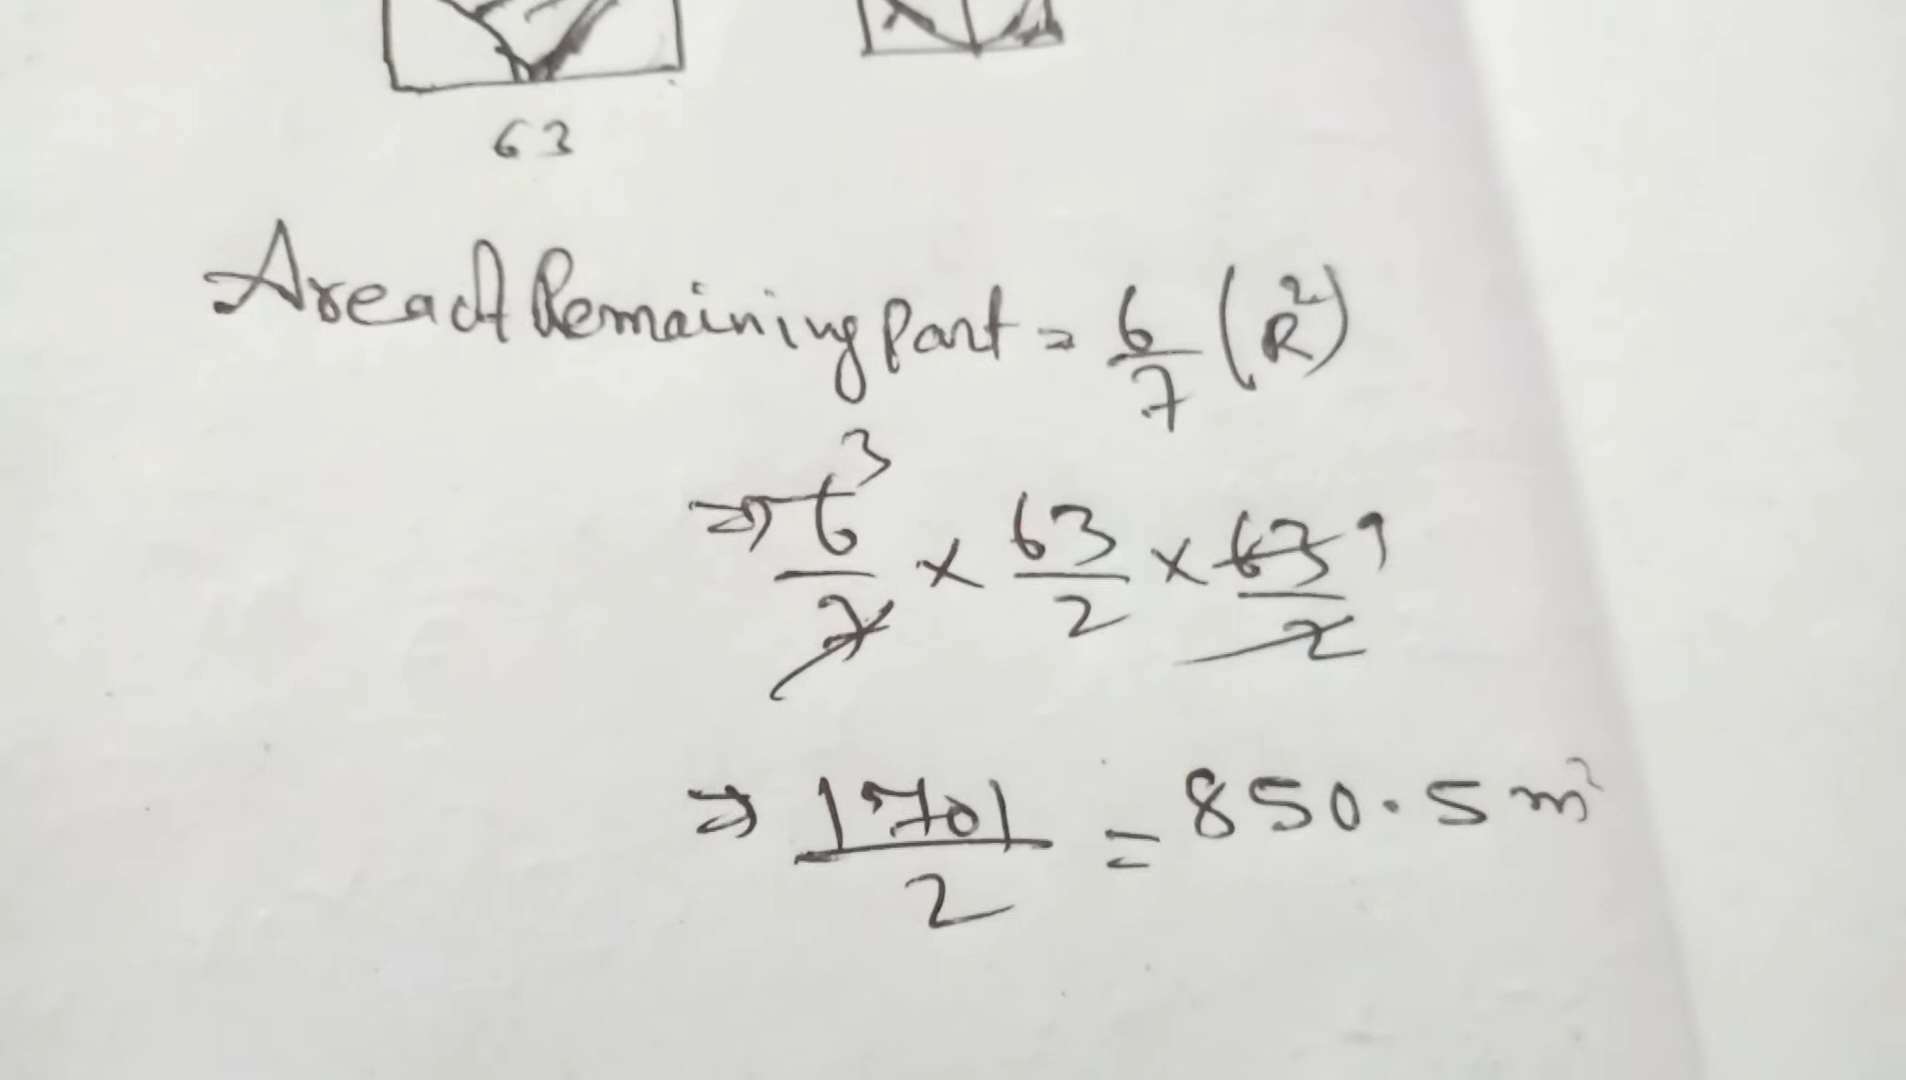 63
Area of Remaining Part = 6/7 (R²)
⇒ 6/7 3 × 63/2 × 63/2 9
⇒ 1701/2 = 850.5 m²